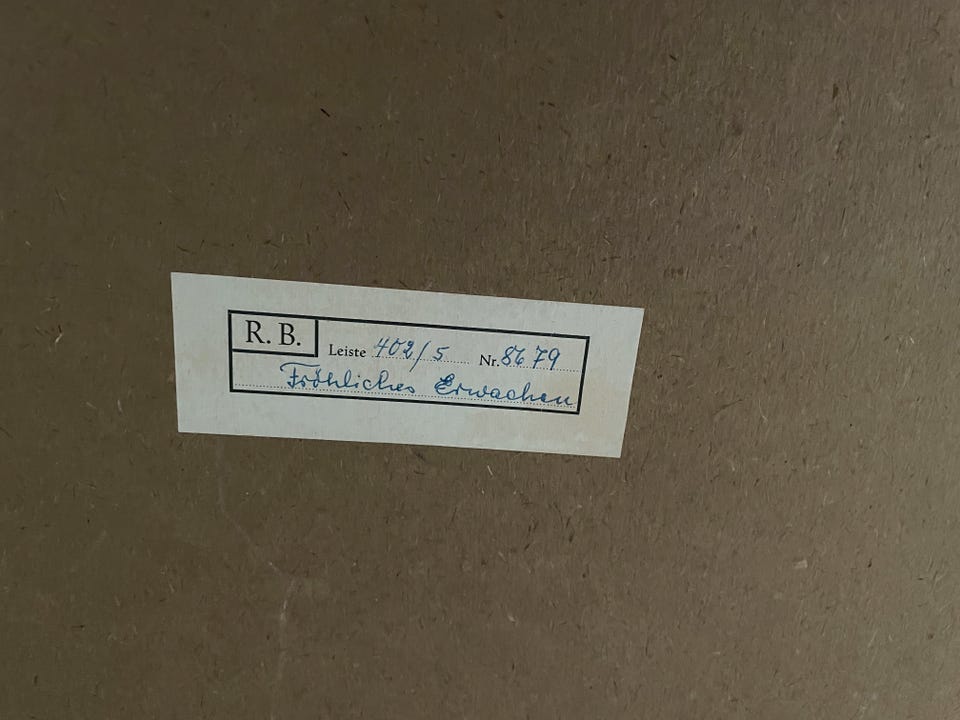 R. B. Leiste 402/5 Nr. 8679
Fröhliches Erwachen